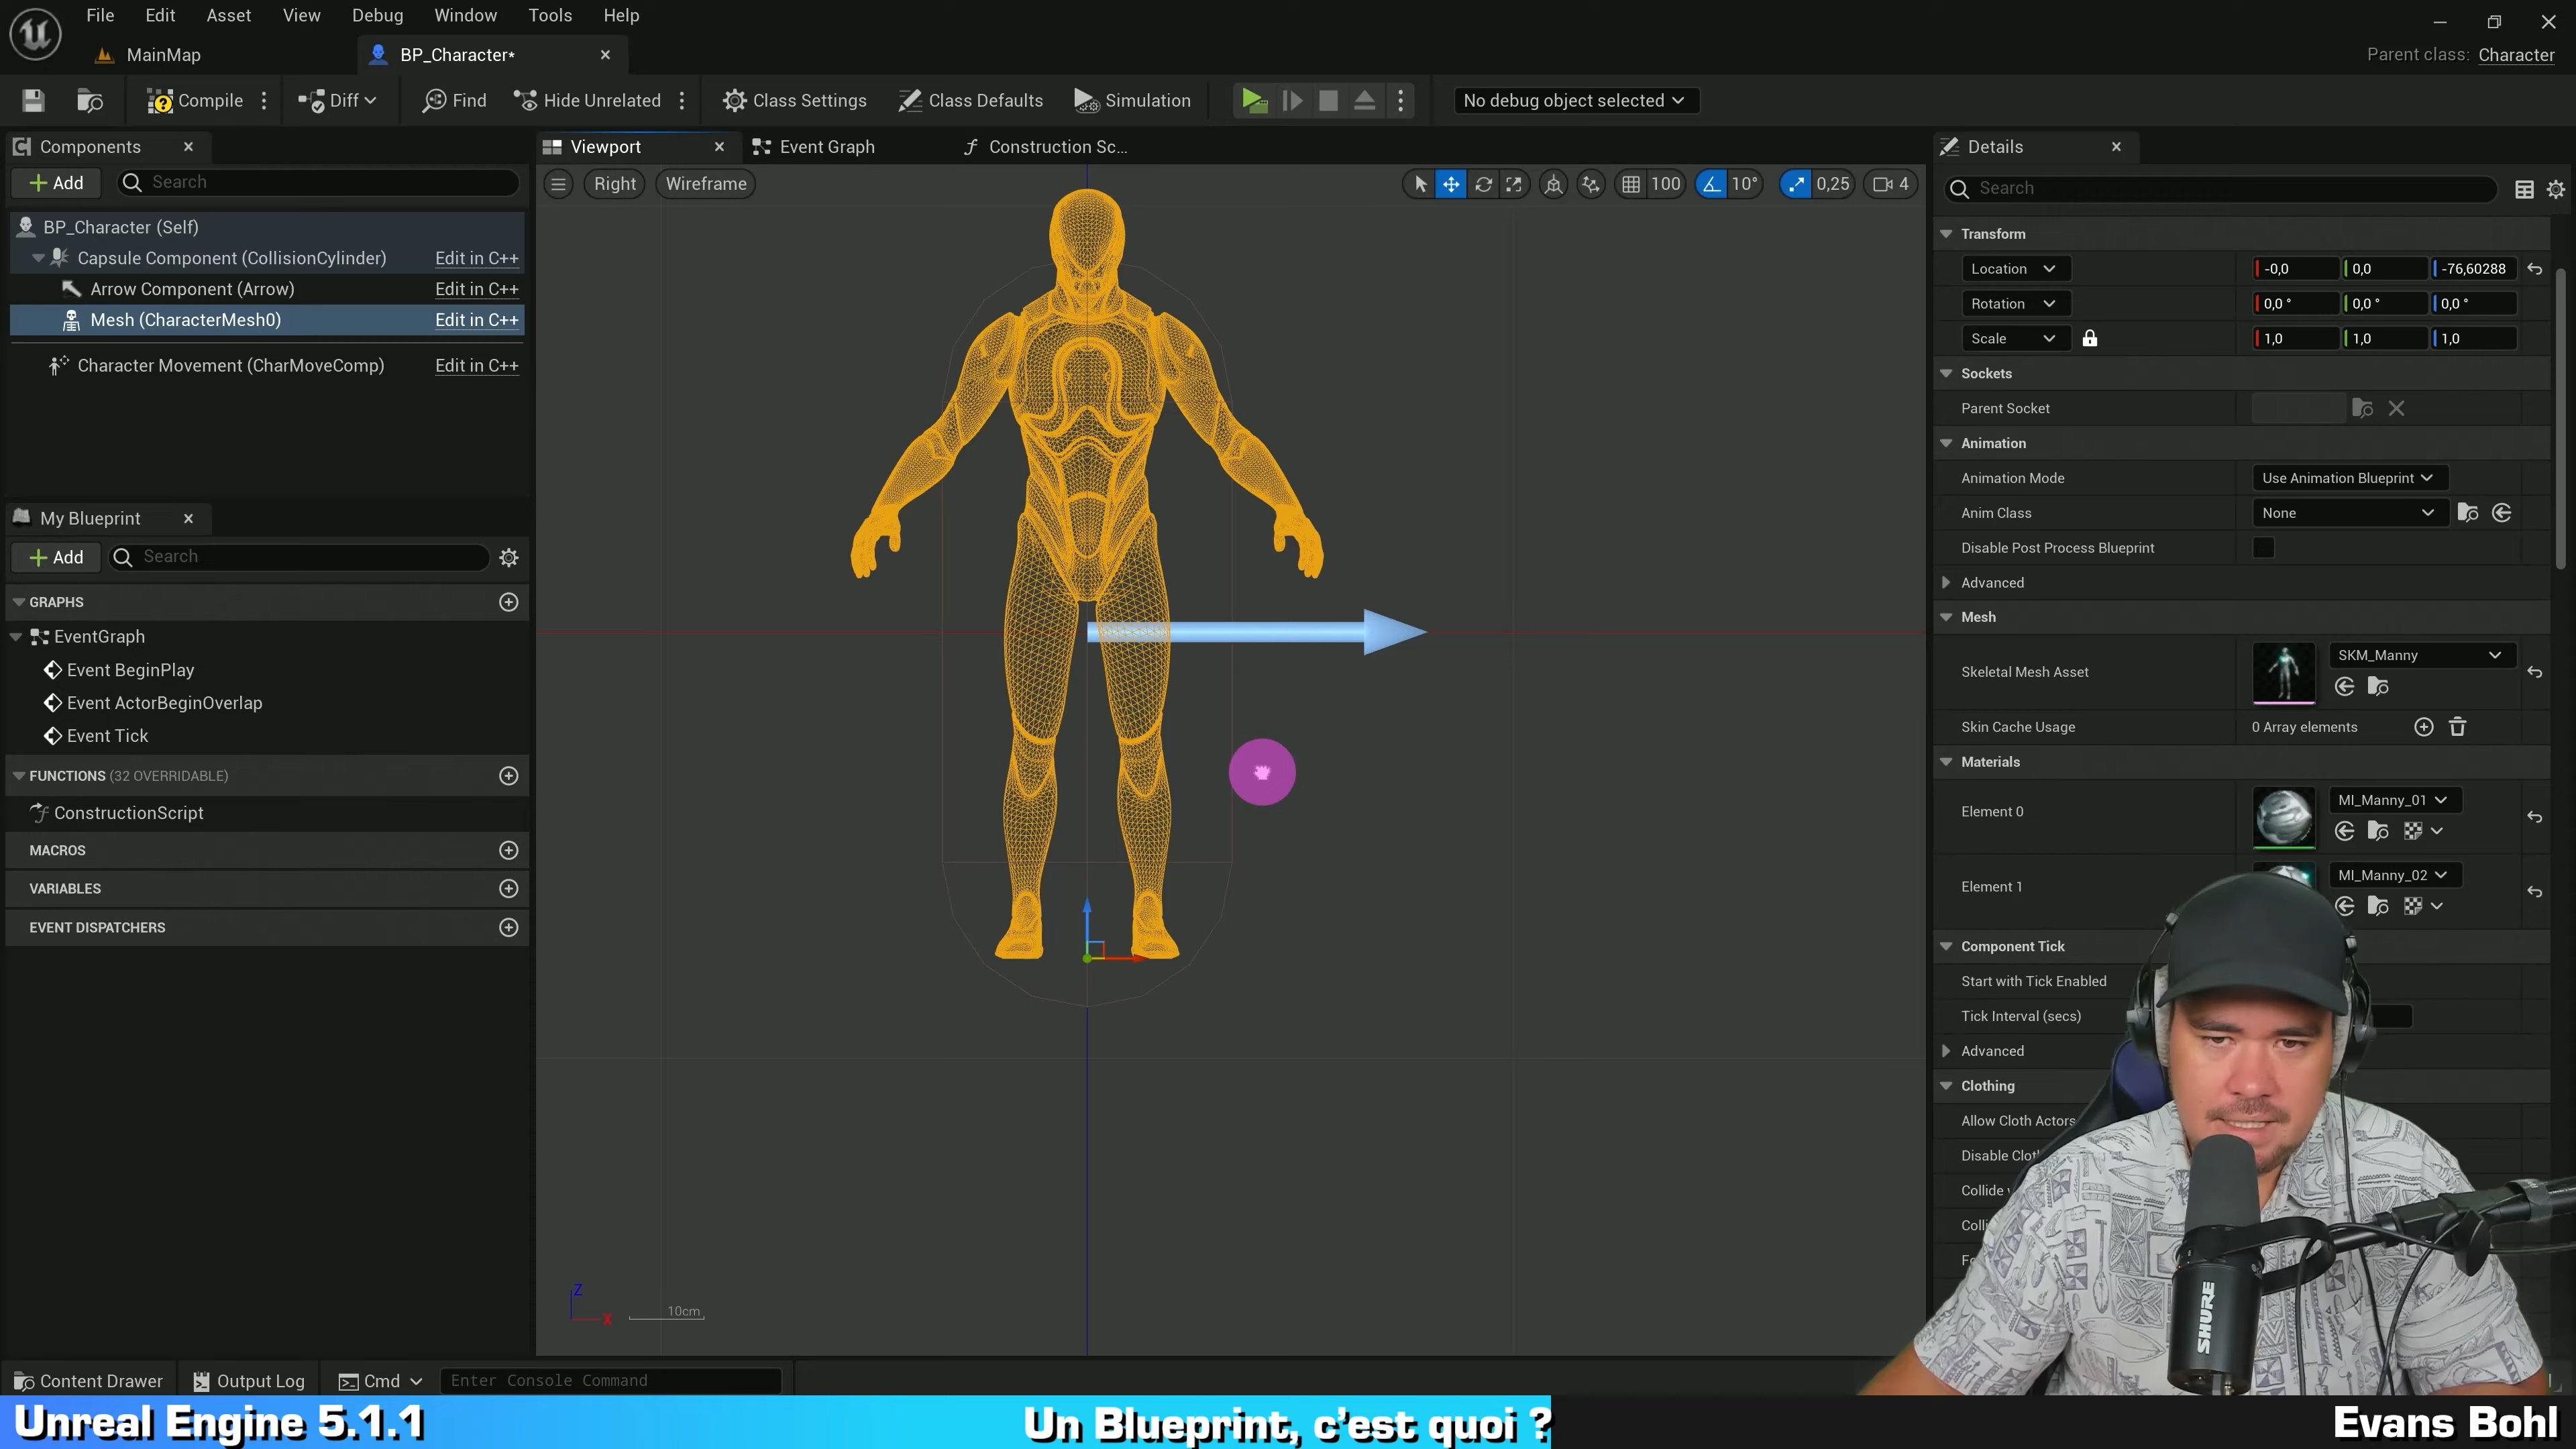 File Edit Asset View Debug Window Tools Help
MainMap BP_Character* Parent class: Character
Compile Diff Find Hide Unrelated Class Settings Class Defaults Simulation No debug object selected
Components
Add Search
BP_Character (Self)
Capsule Component (CollisionCylinder) Edit in C++
Arrow Component (Arrow) Edit in C++
Mesh (CharacterMesh0) Edit in C++
Character Movement (CharMoveComp) Edit in C++
My Blueprint
Add Search
GRAPHS
EventGraph
Event BeginPlay
Event ActorBeginOverlap
Event Tick
FUNCTIONS (32 OVERRIDABLE)
ConstructionScript
MACROS
VARIABLES
EVENT DISPATCHERS
Viewport Event Graph Construction Sc...
Right Wireframe 100 10° 0,25 4
Z
X
10cm
Details
Search
Transform
Location -0,0 0,0 -76,60288
Rotation 0,0 ° 0,0 ° 0,0 °
Scale 1,0 1,0 1,0
Sockets
Parent Socket
Animation
Animation Mode Use Animation Blueprint
Anim Class None
Disable Post Process Blueprint
Advanced
Mesh
Skeletal Mesh Asset SKM_Manny
Skin Cache Usage 0 Array elements
Materials
Element 0 MI_Manny_01
Element 1 MI_Manny_02
Component Tick
Start with Tick Enabled
Tick Interval (secs)
Advanced
Clothing
Allow Cloth Actors
Disable
Collide
SHURE
Content Drawer Output Log Cmd Enter Console Command
Unreal Engine 5.1.1 Un Blueprint, c'est quoi ? Evans Bohl